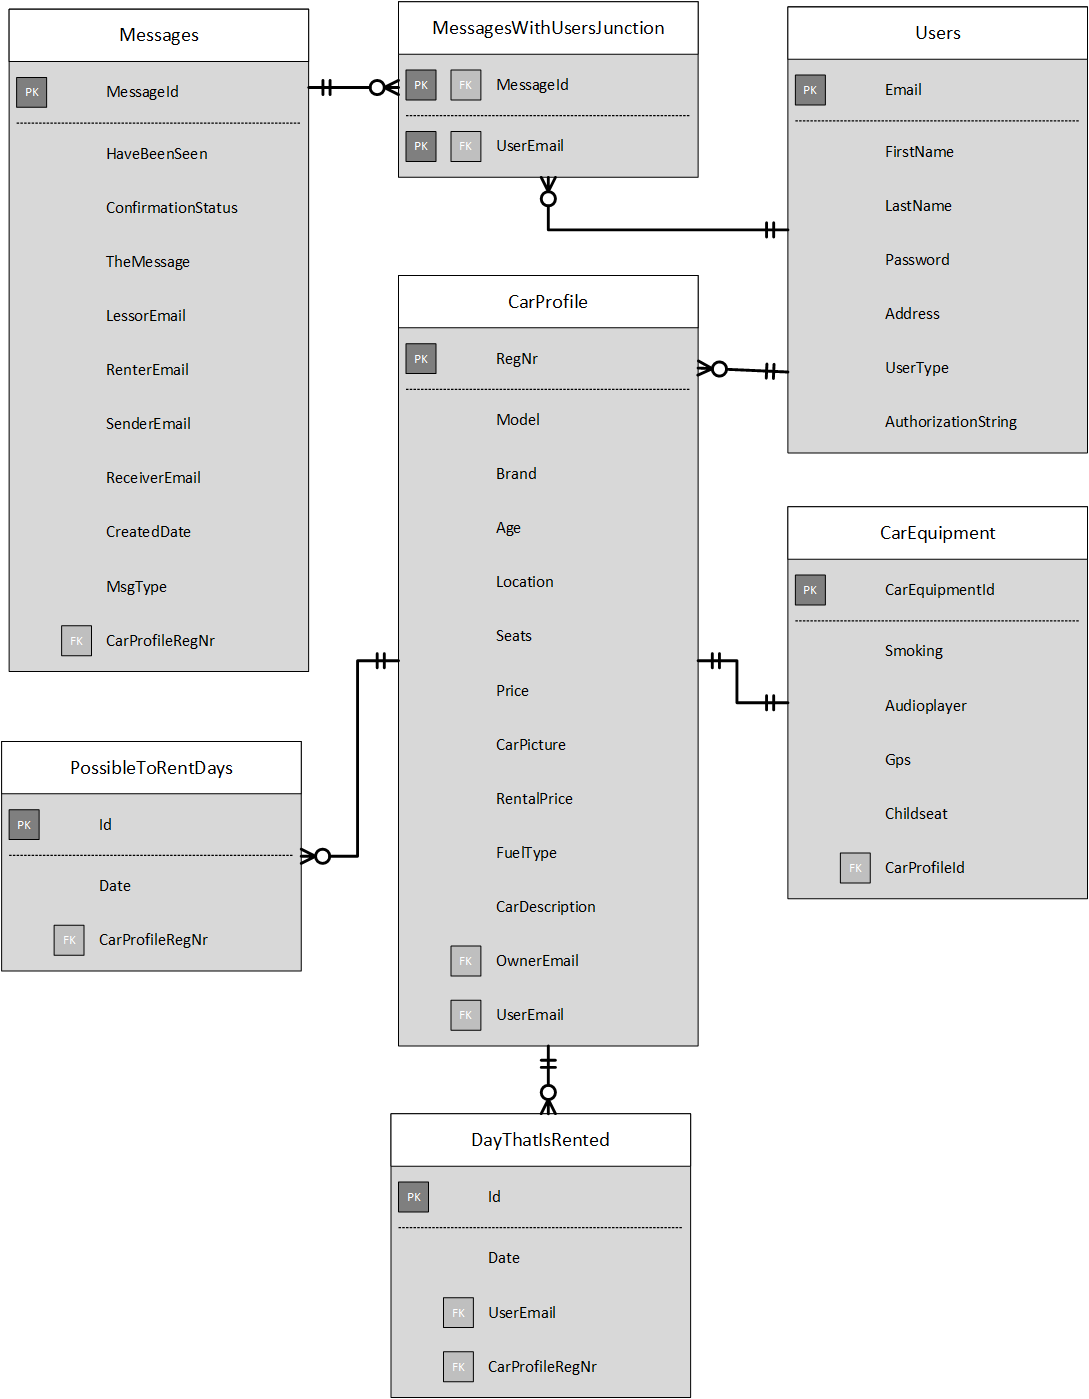 Messages
PK MessageId
HaveBeenSeen
ConfirmationStatus
TheMessage
LessorEmail
RenterEmail
SenderEmail
ReceiverEmail
CreatedDate
MsgType
FK CarProfileRegNr
MessagesWithUsersJunction
PK FK MessageId
PK FK UserEmail
Users
PK Email
FirstName
LastName
Password
Address
UserType
AuthorizationString
CarProfile
PK RegNr
Model
Brand
Age
Location
Seats
Price
CarPicture
RentalPrice
FuelType
CarDescription
FK OwnerEmail
FK UserEmail
CarEquipment
PK CarEquipmentId
Smoking
Audioplayer
Gps
Childseat
FK CarProfileId
PossibleToRentDays
PK Id
Date
FK CarProfileRegNr
DayThatIsRented
PK Id
Date
FK UserEmail
FK CarProfileRegNr